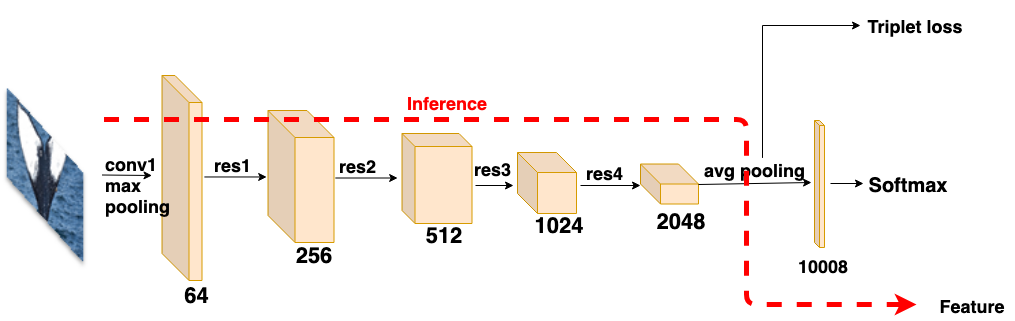 Triplet loss
Inference
conv1
max
pooling
res1
res2
res3
res4
avg pooling
Softmax
64
256
512
1024
2048
10008
Feature